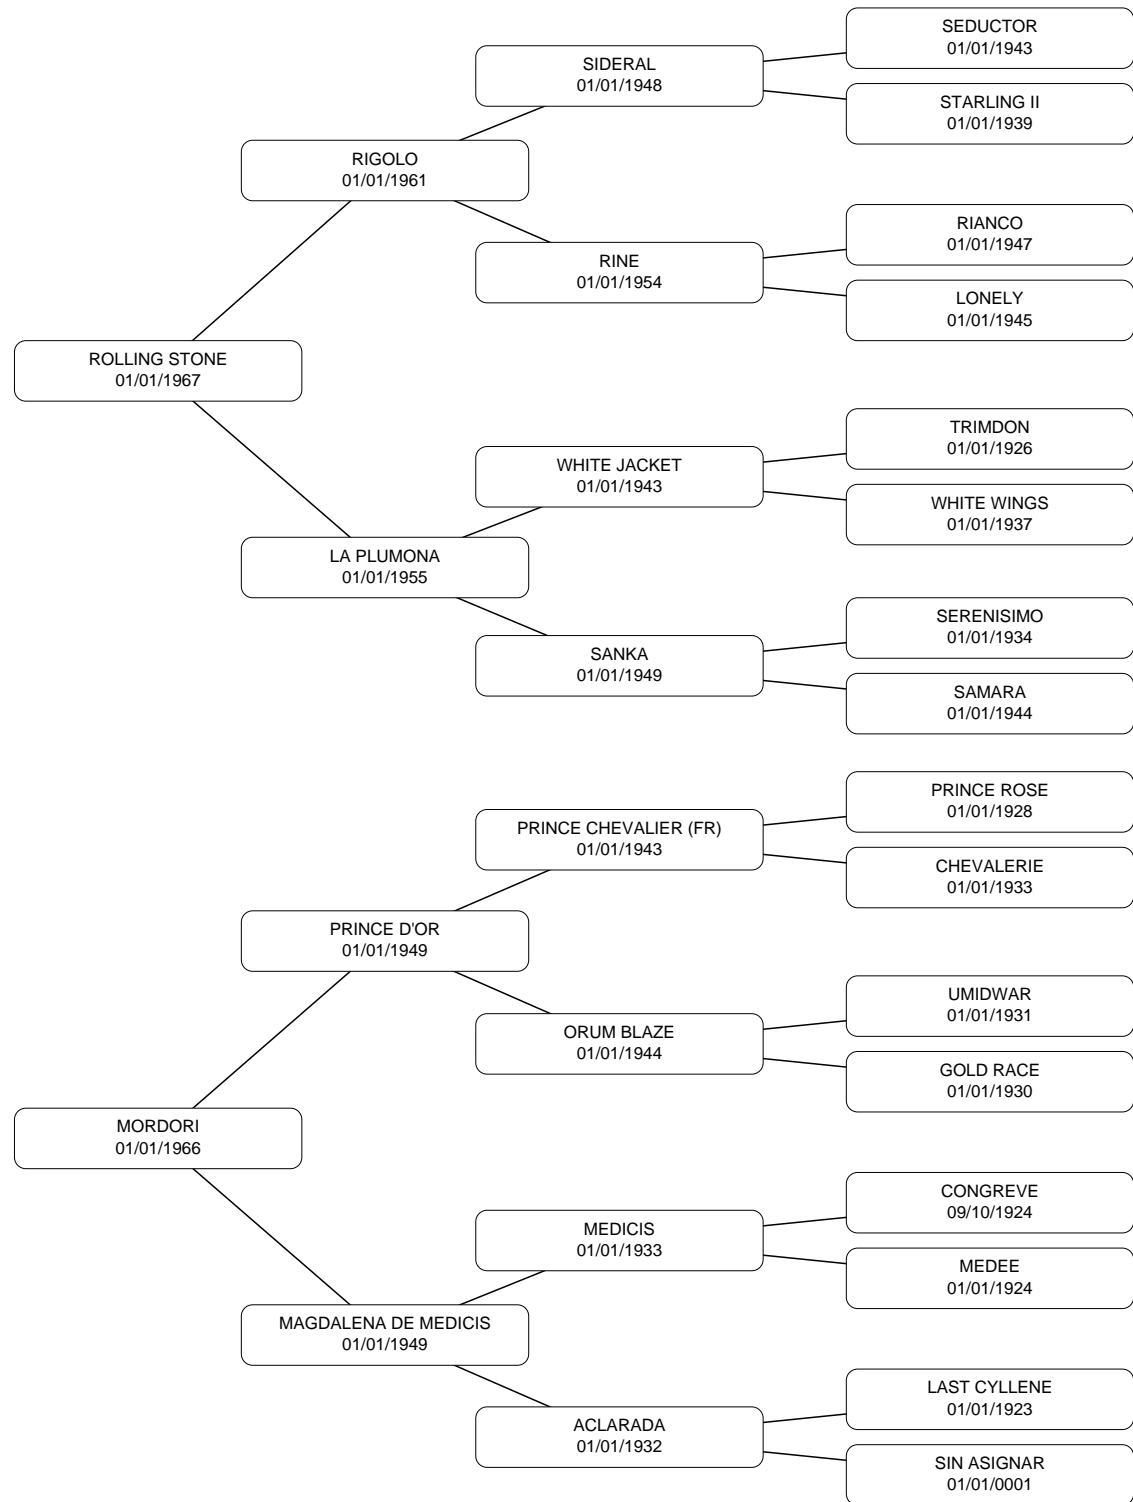 SEDUCTOR
01/01/1943
SIDERAL
01/01/1948
STARLING II
01/01/1939
RIGOLO
01/01/1961
RIANCO
01/01/1947
RINE
01/01/1954
LONELY
01/01/1945
ROLLING STONE
01/01/1967
TRIMDON
01/01/1926
WHITE JACKET
01/01/1943
WHITE WINGS
01/01/1937
LA PLUMONA
01/01/1955
SERENISIMO
01/01/1934
SANKA
01/01/1949
SAMARA
01/01/1944
PRINCE ROSE
01/01/1928
PRINCE CHEVALIER (FR)
01/01/1943
CHEVALERIE
01/01/1933
PRINCE D'OR
01/01/1949
UMIDWAR
01/01/1931
ORUM BLAZE
01/01/1944
GOLD RACE
01/01/1930
MORDORI
01/01/1966
CONGREVE
09/10/1924
MEDICIS
01/01/1933
MEDEE
01/01/1924
MAGDALENA DE MEDICIS
01/01/1949
LAST CYLLENE
01/01/1923
ACLARADA
01/01/1932
SIN ASIGNAR
01/01/0001